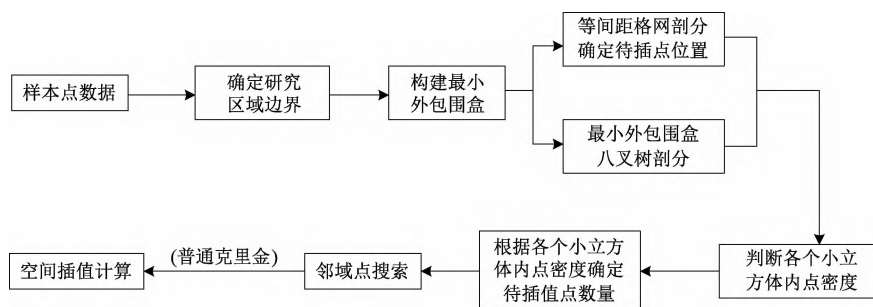 样本点数据
确定研究
区域边界
构建最小
外包围盒
等间距格网剖分
确定待插点位置
最小外包围盒
八叉树剖分
判断各个小立
方体内点密度
根据各个小立方
体内点密度确定
待插值点数量
邻域点搜索
(普通克里金)
空间插值计算